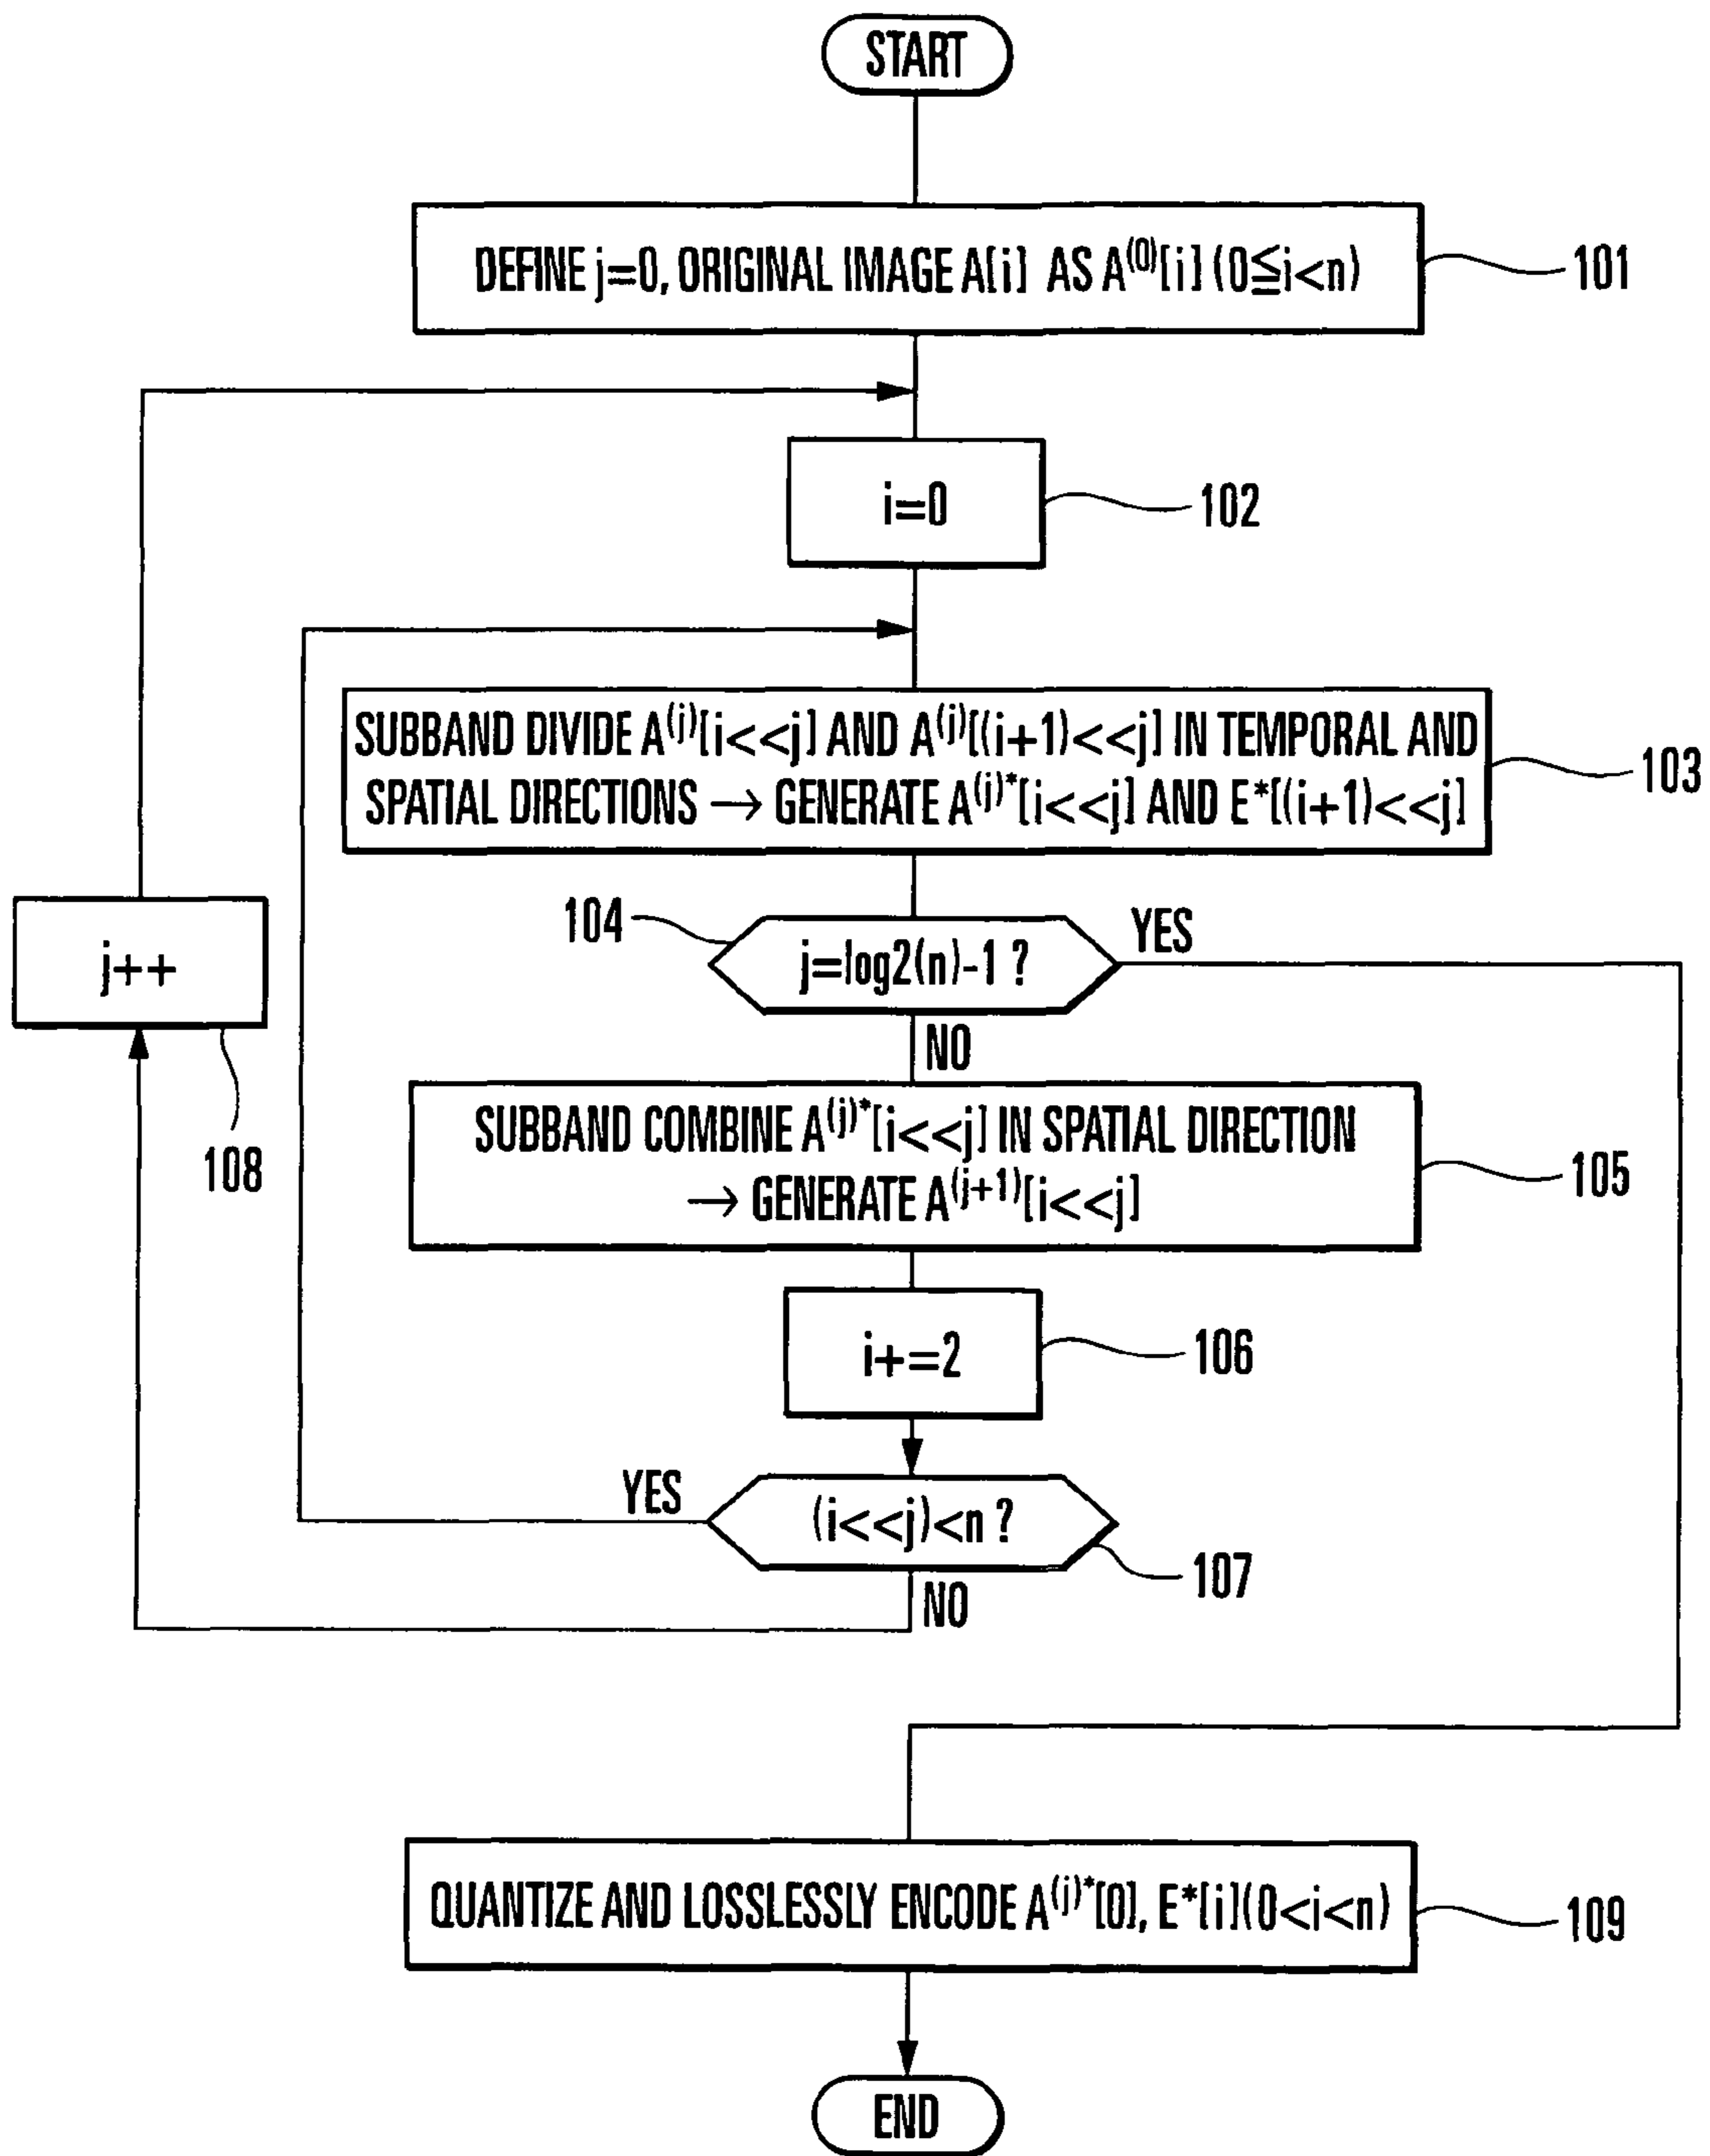 START
DEFINE j=0, ORIGINAL IMAGE A[i] AS A^(0)[i] (0≦i<n)
101
i=0
102
SUBBAND DIVIDE A^(j)[i<<j] AND A^(j)[(i+1)<<j] IN TEMPORAL AND
SPATIAL DIRECTIONS → GENERATE A^(j)*[i<<j] AND E*[(i+1)<<j]
103
104
j=log2(n)-1 ?
YES
NO
j++
108
SUBBAND COMBINE A^(j)*[i<<j] IN SPATIAL DIRECTION
→ GENERATE A^(j+1)[i<<j]
105
i+=2
106
YES
(i<<j)<n ?
107
NO
QUANTIZE AND LOSSLESSLY ENCODE A^(j)*[0], E*[i](0<i<n)
109
END